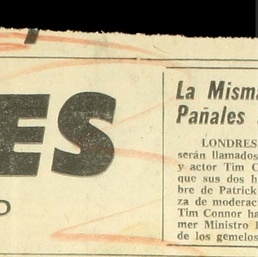 ES
D
La Misma
Pañales
LONDRES
serán llamados
y actor Tim C
que sus dos h
bre de Patrick
za de moderaci
Tim Connor ha
mer Ministro
de los gemelos